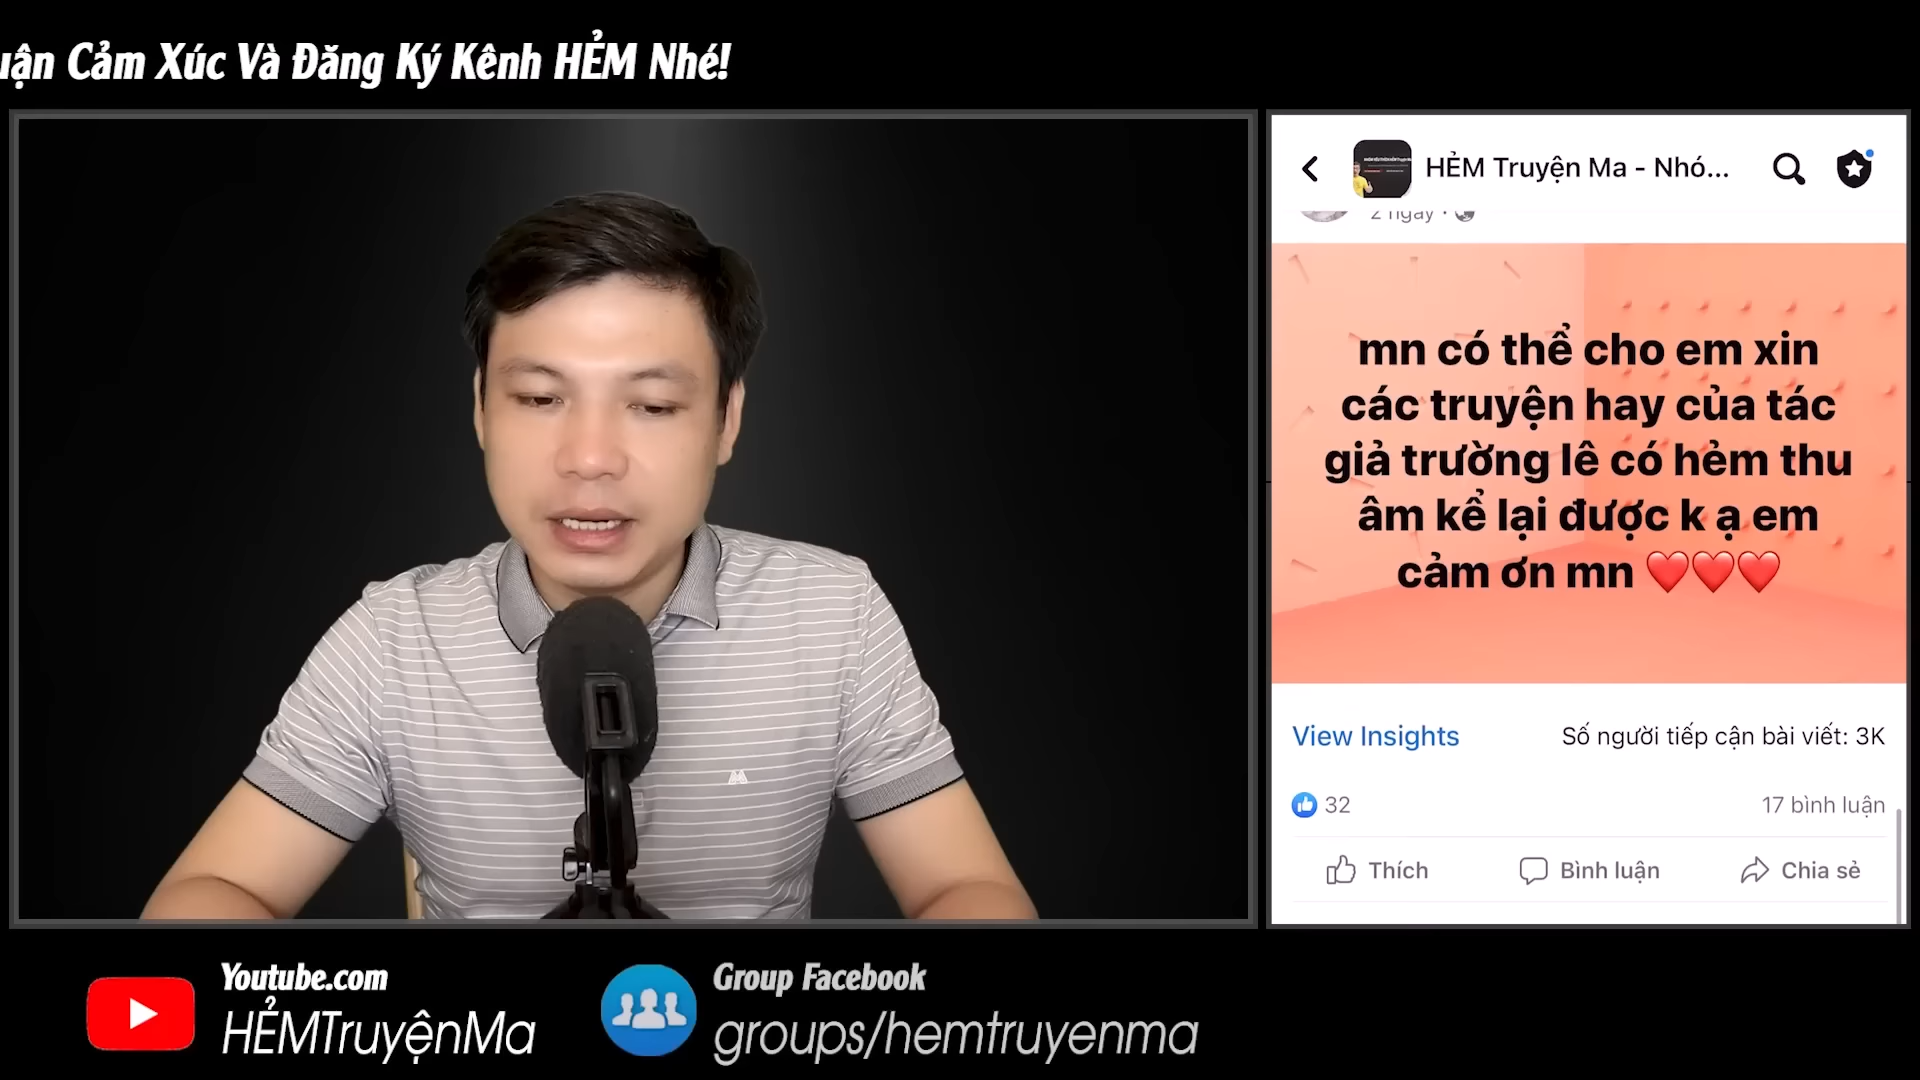 Cảm Xúc Và Đăng Ký Kênh HẺM Nhé!
HẺM Truyện Ma - Nhó...
2 ngày ·
mn có thể cho em xin
các truyện hay của tác
giả trường lê có hẻm thu
âm kể lại được k ạ em
cảm ơn mn ❤️❤️❤️
View Insights
Số người tiếp cận bài viết: 3K
32
17 bình luận
Thích
Bình luận
Chia sẻ
Youtube.com
HẺMTruyệnMa
Group Facebook
groups/hemtruyenma